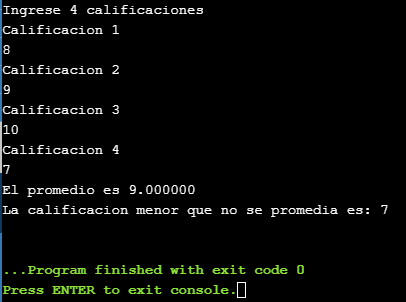 Ingrese 4 calificaciones
Calificacion 1
8
Calificacion 2
9
Calificacion 3
10
Calificacion 4
7
El promedio es 9.000000
La calificacion menor que no se promedia es: 7
...Program finished with exit code 0
Press ENTER to exit console.